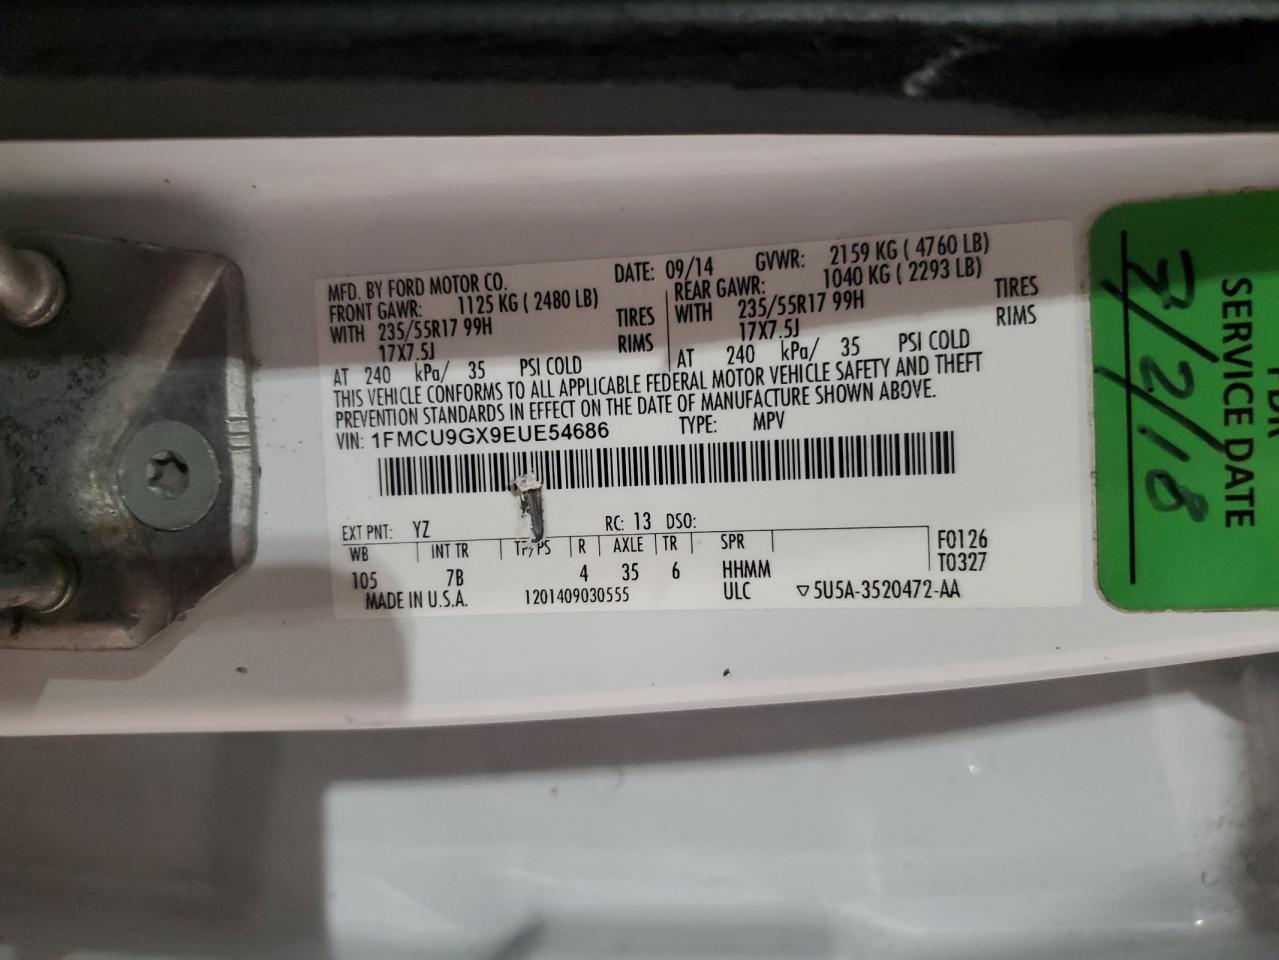 MFD. BY FORD MOTOR CO. DATE: 09/14 GVWR: 2159 KG ( 4760 LB)
FRONT GAWR: 1125 KG ( 2480 LB) REAR GAWR: 1040 KG ( 2293 LB)
WITH 235/55R17 99H TIRES WITH 235/55R17 99H TIRES
17X7.5J RIMS 17X7.5J RIMS
AT 240 kPa/ 35 PSI COLD AT 240 kPa/ 35 PSI COLD
THIS VEHICLE CONFORMS TO ALL APPLICABLE FEDERAL MOTOR VEHICLE SAFETY AND THEFT
PREVENTION STANDARDS IN EFFECT ON THE DATE OF MANUFACTURE SHOWN ABOVE.
VIN: 1FMCU9GX9EUE54686 TYPE: MPV
EXT PNT: YZ RC: 13 DSO:
WB INT TR R AXLE TR SPR F0126
105 7B 4 35 6 HHMM T0327
MADE IN U.S.A. 1201409030555 ULC ▽5U5A-3520472-AA
SERVICE DATE
3/2/18